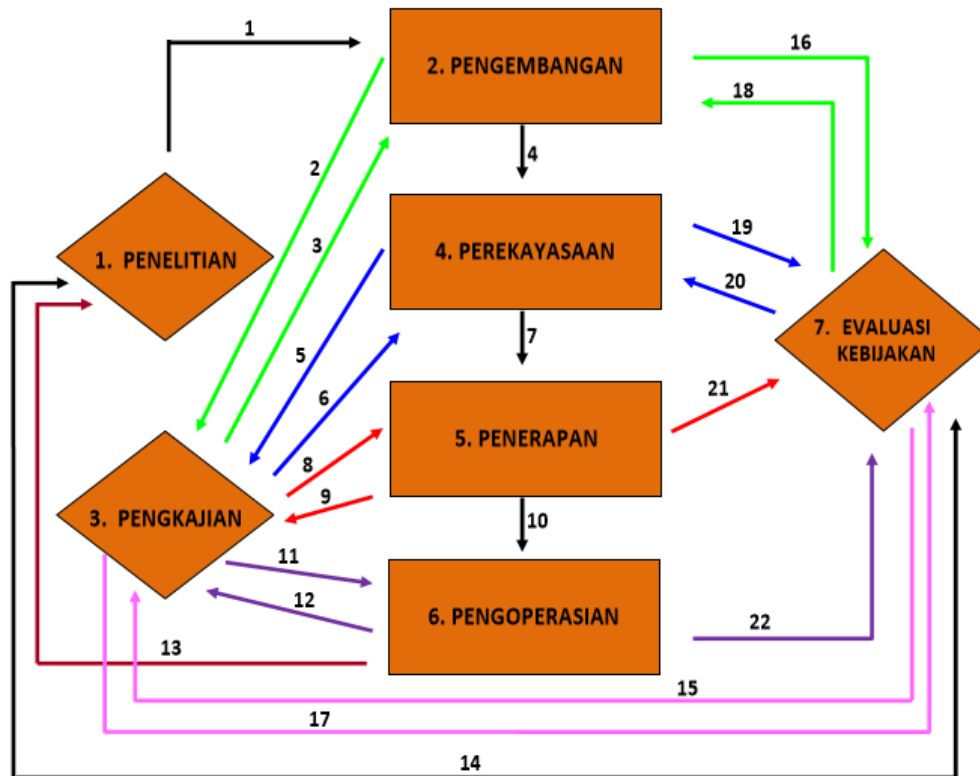 1
2. PENGEMBANGAN
16
18
2
4
3
1. PENELITIAN
4. PEREKAYASAAN
19
20
7. EVALUASI
KEBIJAKAN
5
7
6
21
5. PENERAPAN
8
9
3. PENGKAJIAN
10
11
12
6. PENGOPERASIAN
22
13
15
17
14